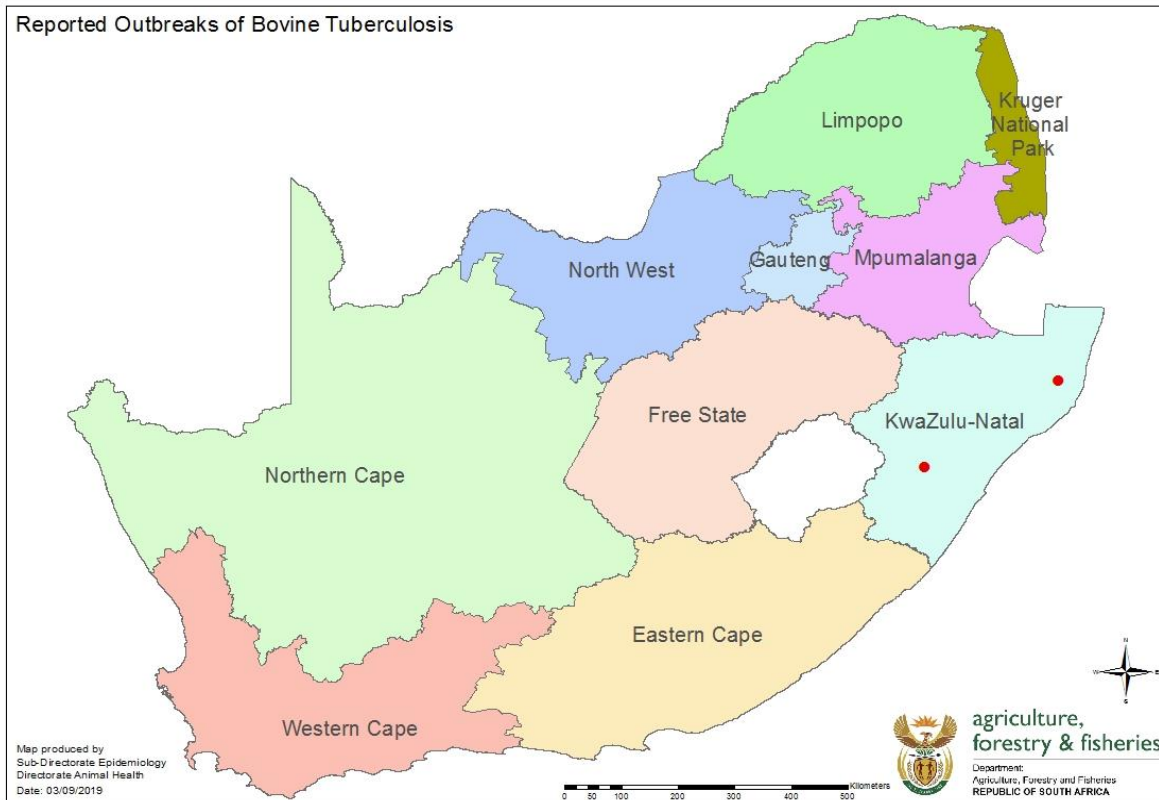 Reported Outbreaks of Bovine Tuberculosis
Limpopo
Kruger
National
Park
North West
Gauteng
Mpumalanga
Free State
KwaZulu-Natal
Northern Cape
Eastern Cape
Western Cape
N
W
E
S
Map produced by
Sub-Directorate Epidemiology
Directorate Animal Health
Date: 03/09/2019
Kilometers
0 50 100 200 300 400 500
agriculture,
forestry & fisheries
Department:
Agriculture, Forestry and Fisheries
REPUBLIC OF SOUTH AFRICA